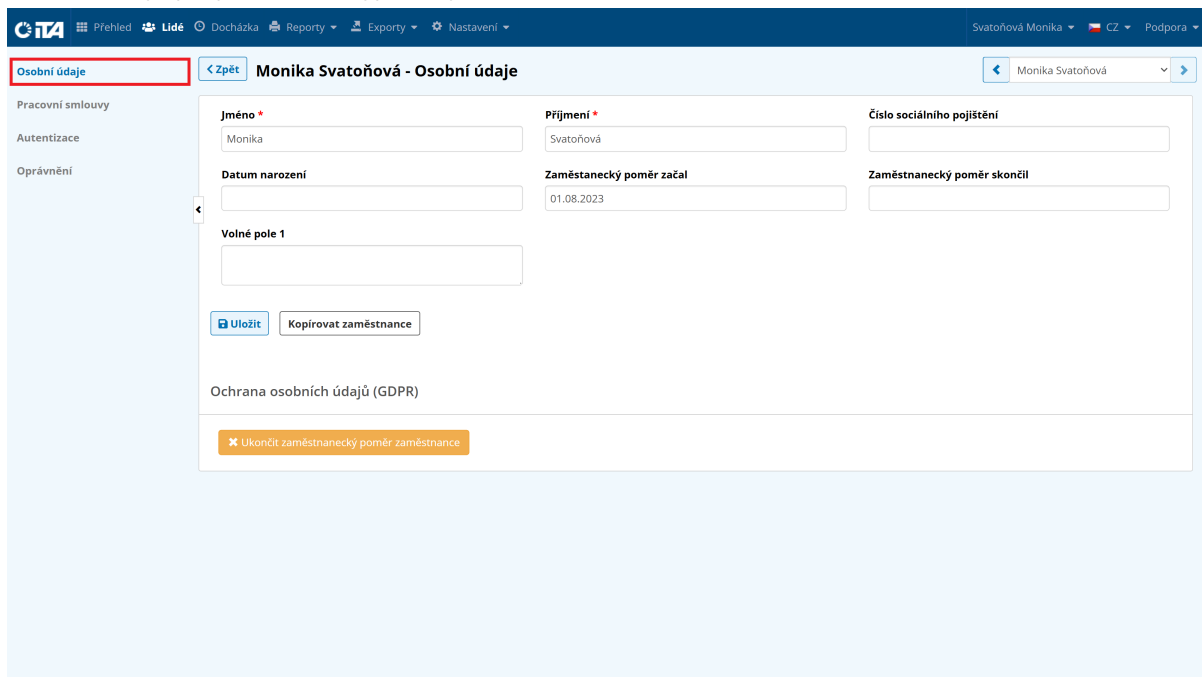 ITA Přehled Lidé Docházka Reporty Exporty Nastavení Svatoňová Monika CZ Podpora
Osobní údaje
Pracovní smlouvy
Autentizace
Oprávnění
Zpět Monika Svatoňová - Osobní údaje Monika Svatoňová
Jméno * Příjmení * Číslo sociálního pojištění
Monika Svatoňová
Datum narození Zaměstanecký poměr začal Zaměstnanecký poměr skončil
01.08.2023
Volné pole 1
Uložit Kopírovat zaměstnance
Ochrana osobních údajů (GDPR)
Ukončit zaměstnanecký poměr zaměstnance